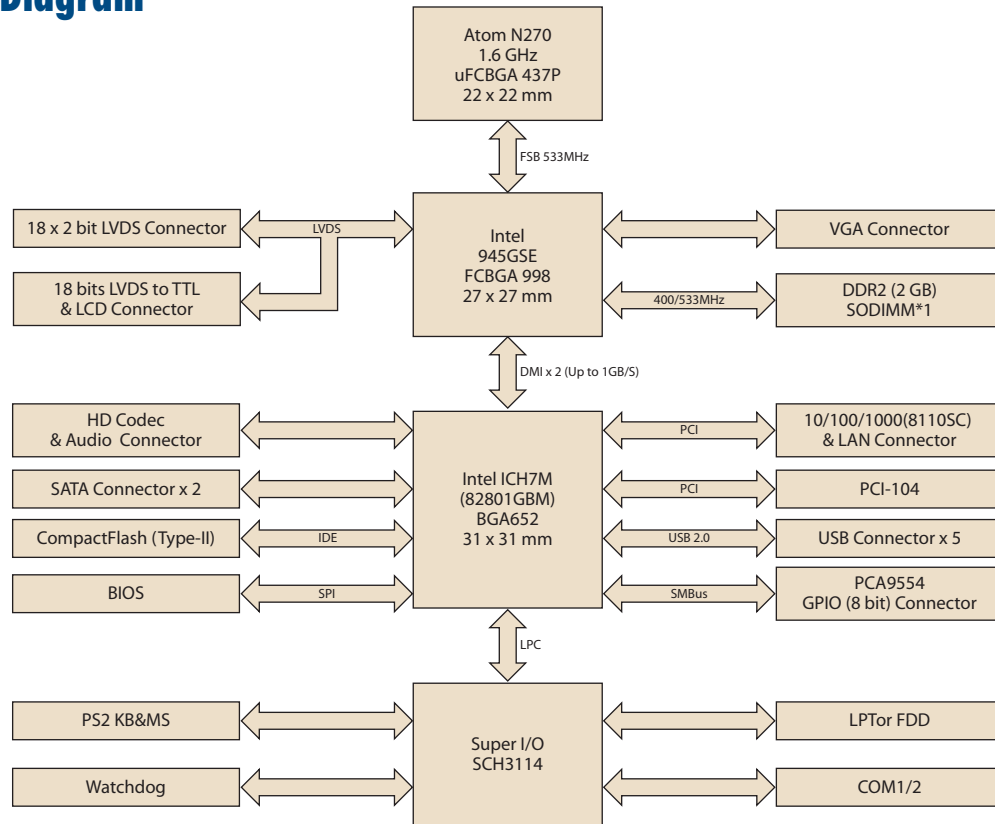 Diagram
Atom N270
1.6 GHz
uFCBGA 437P
22 x 22 mm
FSB 533MHz
18 x 2 bit LVDS Connector
LVDS
Intel
945GSE
FCBGA 998
27 x 27 mm
VGA Connector
18 bits LVDS to TTL
& LCD Connector
400/533MHz
DDR2 (2 GB)
SODIMM*1
DMI x 2 (Up to 1GB/S)
HD Codec
& Audio Connector
PCI
10/100/1000(8110SC)
& LAN Connector
SATA Connector x 2
Intel ICH7M
(82801GBM)
BGA652
31 x 31 mm
PCI
PCI-104
CompactFlash (Type-II)
IDE
USB 2.0
USB Connector x 5
BIOS
SPI
SMBus
PCA9554
GPIO (8 bit) Connector
LPC
PS2 KB&MS
Super I/O
SCH3114
LPTor FDD
Watchdog
COM1/2